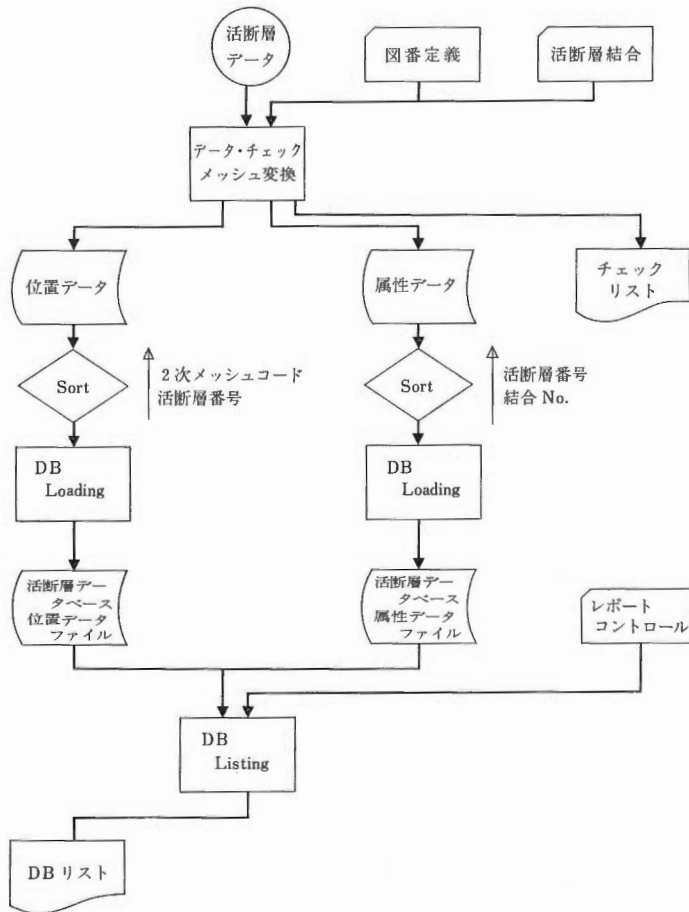 活断層
データ
図番定義
活断層結合
データ・チェック
メッシュ変換
位置データ
属性データ
チェック
リスト
Sort
2次メッシュコード
活断層番号
Sort
活断層番号
結合 No.
DB
Loading
DB
Loading
活断層デー
タベース
位置データ
ファイル
活断層デー
タベース
属性データ
ファイル
レポート
コントロール
DB
Listing
DB リスト